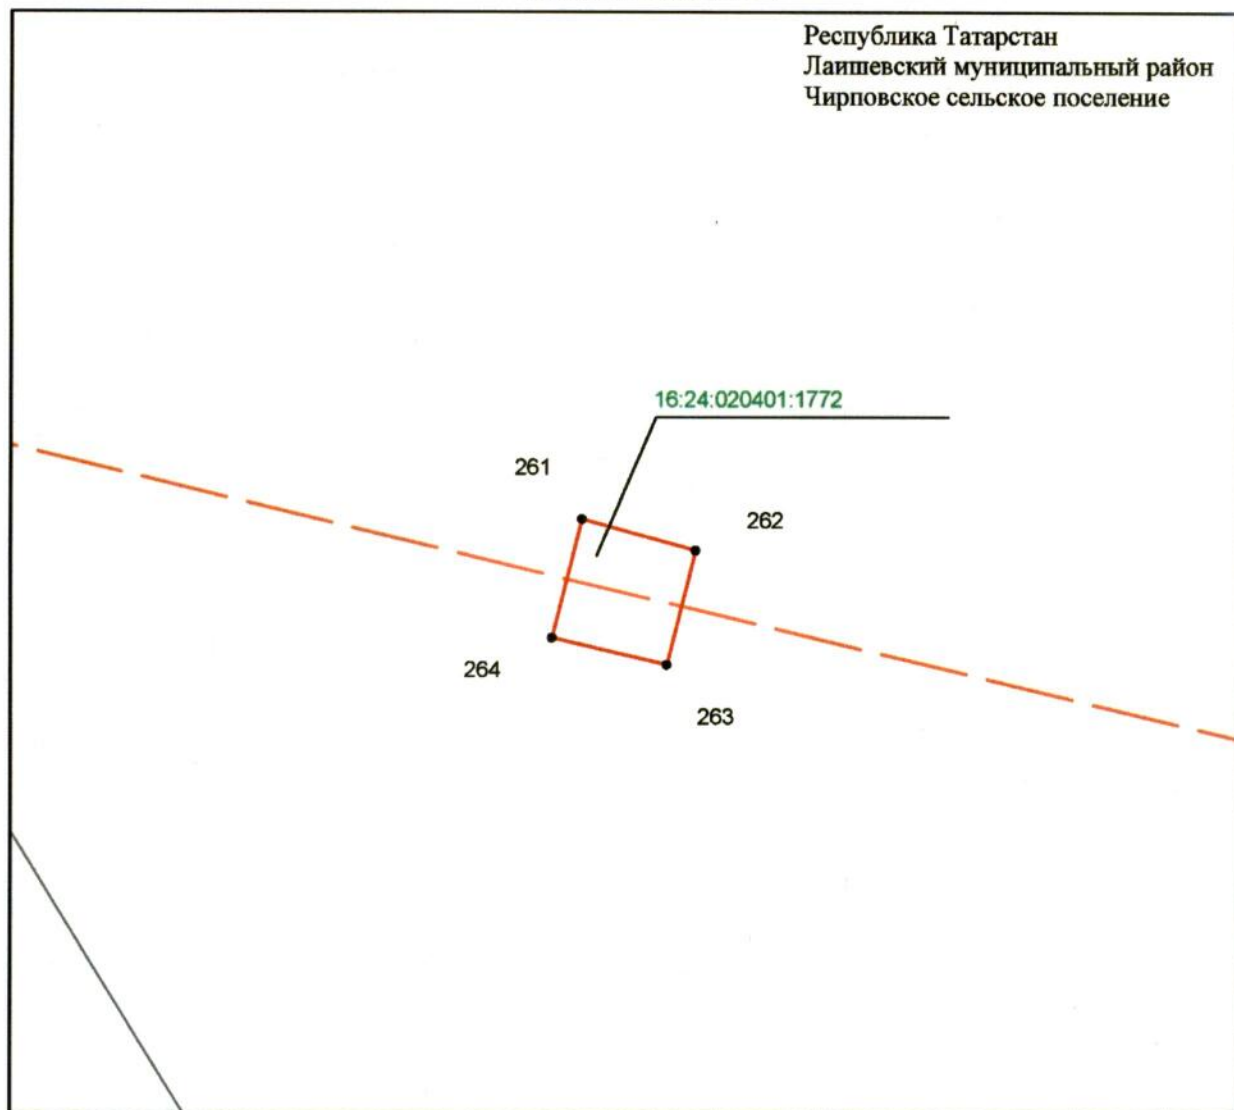 Республика Татарстан
Лаишевский муниципальный район
Чирповское сельское поселение
16:24:020401:1772
261
262
264
263